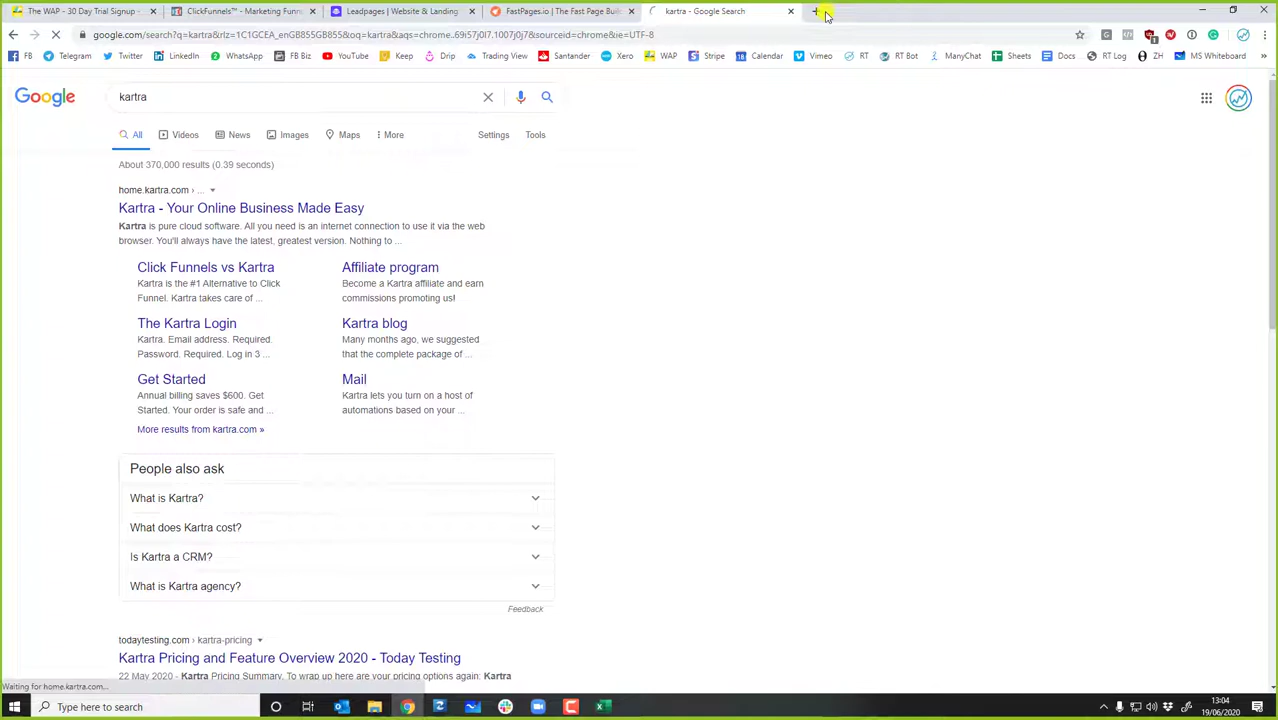 The WAP - 30 Day Trial Signup -
ClickFunnels™ - Marketing Funn
Leadpages | Website & Landing
FastPages.io | The Fast Page Buil
kartra - Google Search
google.com/search?q=kartra&rlz=1C1GCEA_enGB855GB855&oq=kartra&aqs=chrome..69i57j0l7.1007j0j7&sourceid=chrome&ie=UTF-8
FB
Telegram
Twitter
LinkedIn
WhatsApp
FB Biz
YouTube
Keep
Drip
Trading View
Santander
Xero
WAP
Stripe
Calendar
Vimeo
RT
RT Bot
ManyChat
Sheets
Docs
RT Log
ZH
MS Whiteboard
Google
kartra
All
Videos
News
Images
Maps
More
Settings
Tools
About 370,000 results (0.39 seconds)
home.kartra.com › ...
Kartra - Your Online Business Made Easy
Kartra is pure cloud software. All you need is an internet connection to use it via the web
browser. You'll always have the latest, greatest version. Nothing to ...
Click Funnels vs Kartra
Kartra is the #1 Alternative to Click
Funnel. Kartra takes care of ...
Affiliate program
Become a Kartra affiliate and earn
commissions promoting us!
The Kartra Login
Kartra. Email address. Required.
Password. Required. Log in 3 ...
Kartra blog
Many months ago, we suggested
that the complete package of ...
Get Started
Annual billing saves $600. Get
Started. Your order is safe and ...
Mail
Kartra lets you turn on a host of
automations based on your ...
More results from kartra.com »
People also ask
What is Kartra?
What does Kartra cost?
Is Kartra a CRM?
What is Kartra agency?
Feedback
todaytesting.com › kartra-pricing
Kartra Pricing and Feature Overview 2020 - Today Testing
22 May 2020 - Kartra Pricing Summary. To wrap up here are your pricing options again: Kartra
Waiting for home.kartra.com...
Type here to search
13:04
19/06/2020